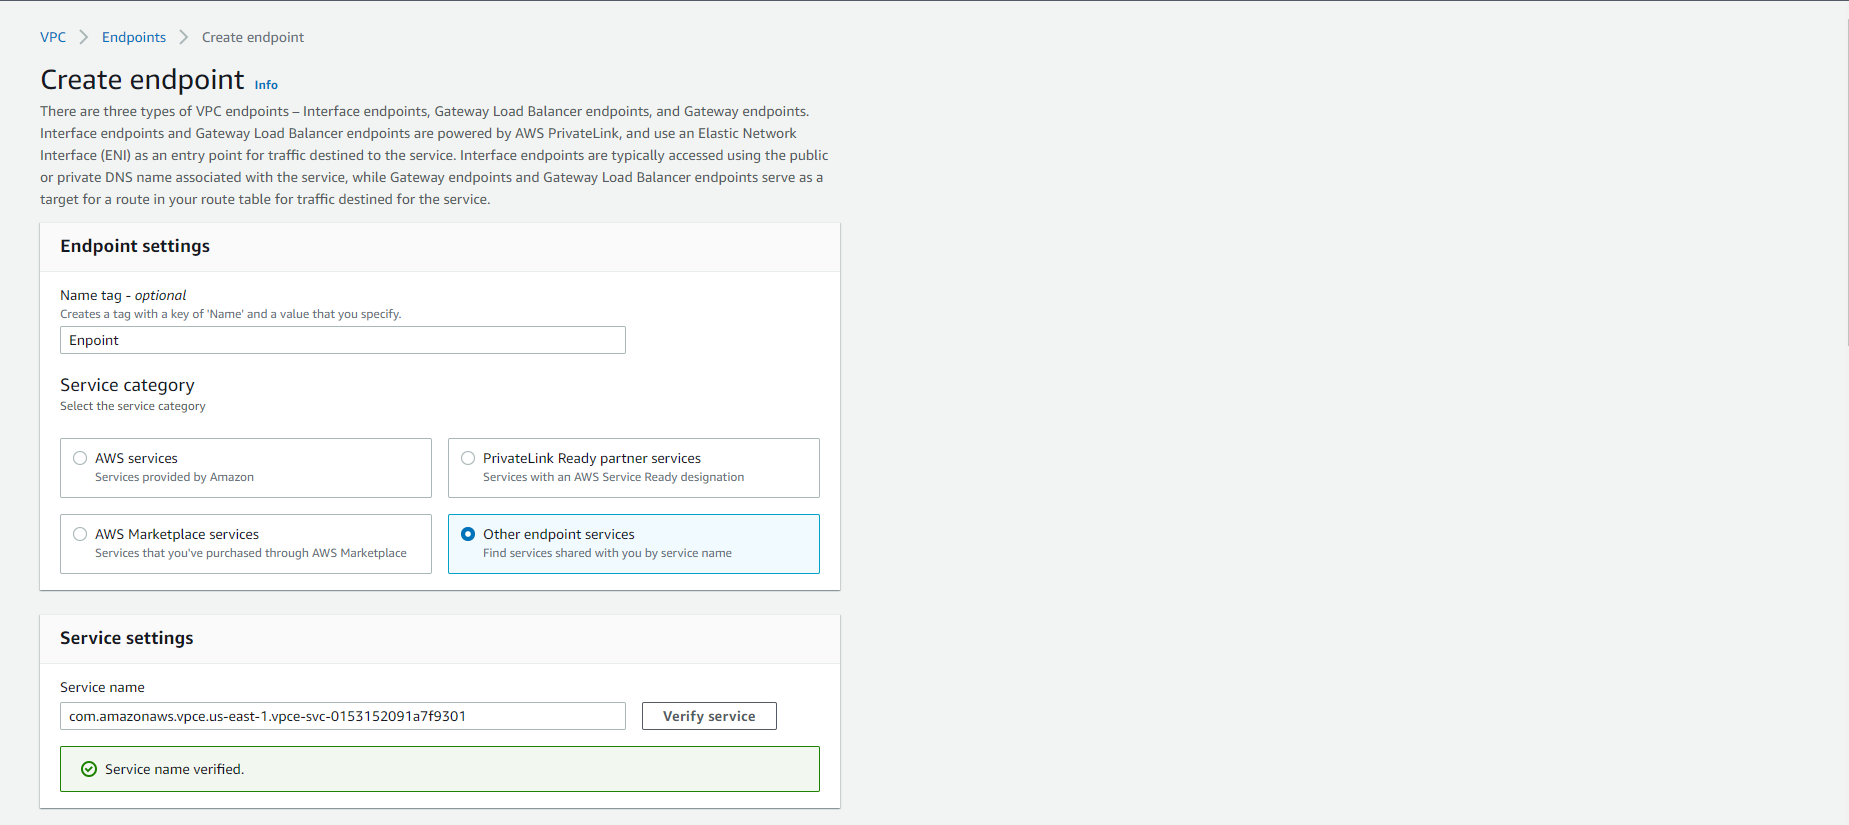 VPC > Endpoints > Create endpoint
Create endpoint Info
There are three types of VPC endpoints – Interface endpoints, Gateway Load Balancer endpoints, and Gateway endpoints.
Interface endpoints and Gateway Load Balancer endpoints are powered by AWS PrivateLink, and use an Elastic Network
Interface (ENI) as an entry point for traffic destined to the service. Interface endpoints are typically accessed using the public
or private DNS name associated with the service, while Gateway endpoints and Gateway Load Balancer endpoints serve as a
target for a route in your route table for traffic destined for the service.
Endpoint settings
Name tag - optional
Creates a tag with a key of 'Name' and a value that you specify.
Enpoint
Service category
Select the service category
AWS services
Services provided by Amazon
PrivateLink Ready partner services
Services with an AWS Service Ready designation
AWS Marketplace services
Services that you've purchased through AWS Marketplace
Other endpoint services
Find services shared with you by service name
Service settings
Service name
com.amazonaws.vpce.us-east-1.vpce-svc-0153152091a7f9301
Verify service
Service name verified.